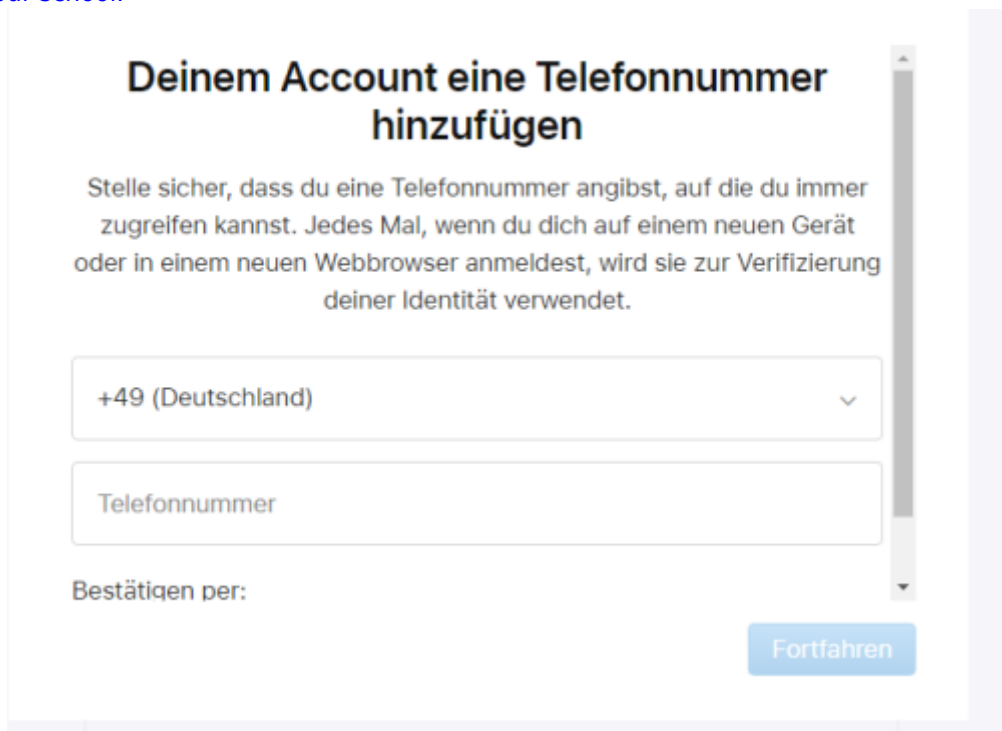 Deinem Account eine Telefonnummer
hinzufügen
Stelle sicher, dass du eine Telefonnummer angibst, auf die du immer
zugreifen kannst. Jedes Mal, wenn du dich auf einem neuen Gerät
oder in einem neuen Webbrowser anmeldest, wird sie zur Verifizierung
deiner Identität verwendet.
+49 (Deutschland)
Telefonnummer
Bestätigen per:
Fortfahren